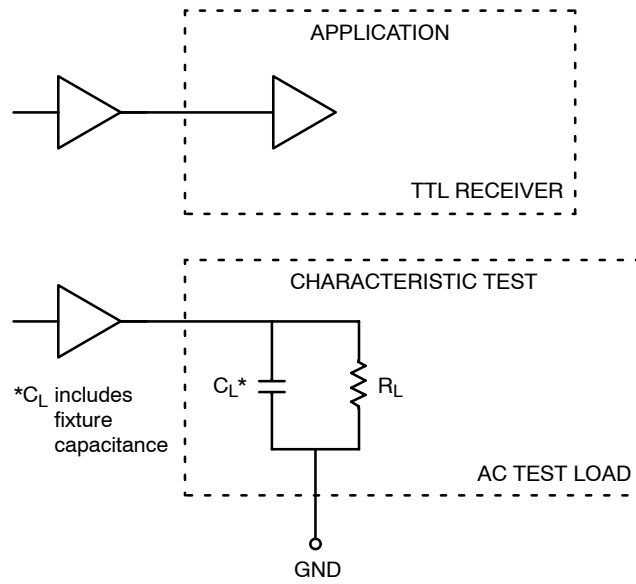 APPLICATION
TTL RECEIVER
CHARACTERISTIC TEST
*CL includes
fixture
capacitance
CL*
RL
AC TEST LOAD
GND